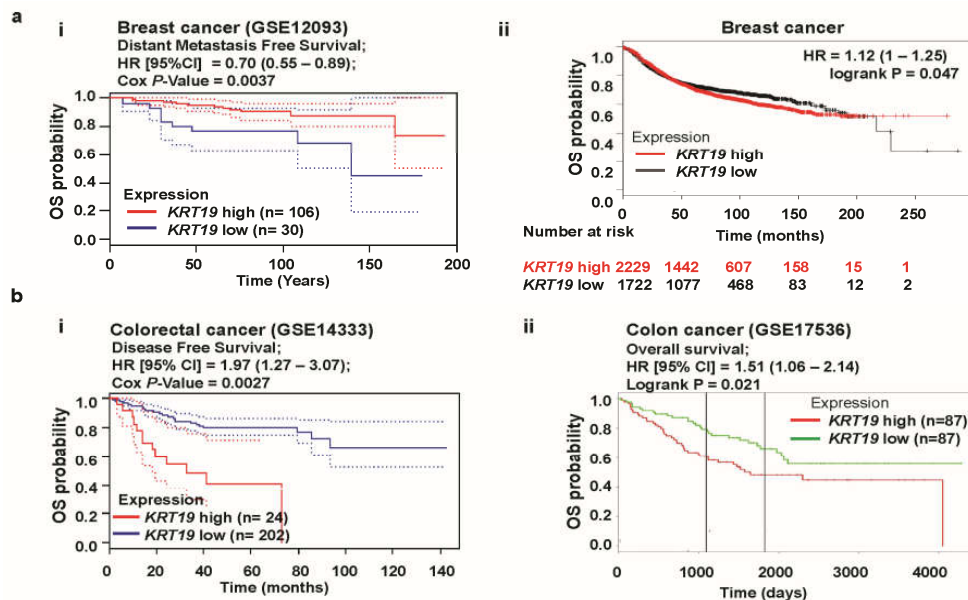 a
i
Breast cancer (GSE12093)
Distant Metastasis Free Survival;
HR [95%CI] = 0.70 (0.55 – 0.89);
Cox P-Value = 0.0037
OS probability
1.0
0.8
0.6
0.4
0.2
0.0
Expression
KRT19 high (n= 106)
KRT19 low (n= 30)
0 50 100 150 200
Time (Years)
ii
Breast cancer
HR = 1.12 (1 – 1.25)
logrank P = 0.047
OS probability
1.0
0.8
0.6
0.4
0.2
0.0
Expression
KRT19 high
KRT19 low
0 50 100 150 200 250
Time (months)
Number at risk
KRT19 high 2229 1442 607 158 15 1
KRT19 low 1722 1077 468 83 12 2
b
i
Colorectal cancer (GSE14333)
Disease Free Survival;
HR [95% CI] = 1.97 (1.27 – 3.07);
Cox P-Value = 0.0027
OS probability
1.0
0.8
0.6
0.4
0.2
0.0
Expression
KRT19 high (n= 24)
KRT19 low (n= 202)
0 20 40 60 80 100 120 140
Time (months)
ii
Colon cancer (GSE17536)
Overall survival;
HR [95% CI] = 1.51 (1.06 – 2.14)
Logrank P = 0.021
OS probability
1.0
0.8
0.6
0.4
0.2
0.0
Expression
KRT19 high (n=87)
KRT19 low (n=87)
0 1000 2000 3000 4000
Time (days)